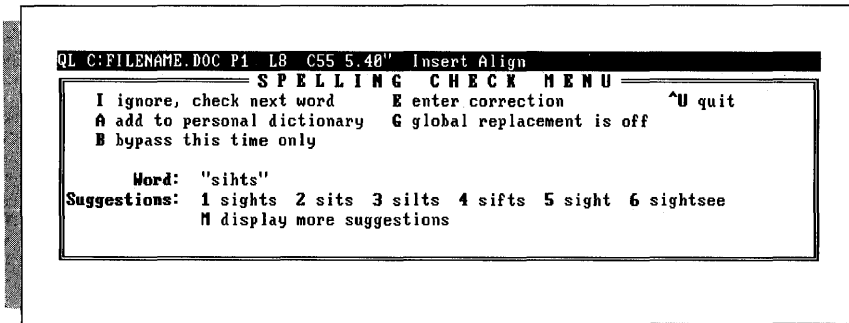 QL C:FILENAME.DOC P1 L8 C55 5.40" Insert Align
SPELLING CHECK MENU
I ignore, check next word E enter correction ^U quit
A add to personal dictionary G global replacement is off
B bypass this time only
Word: "sihts"
Suggestions: 1 sights 2 sits 3 silts 4 sifts 5 sight 6 sightsee
M display more suggestions